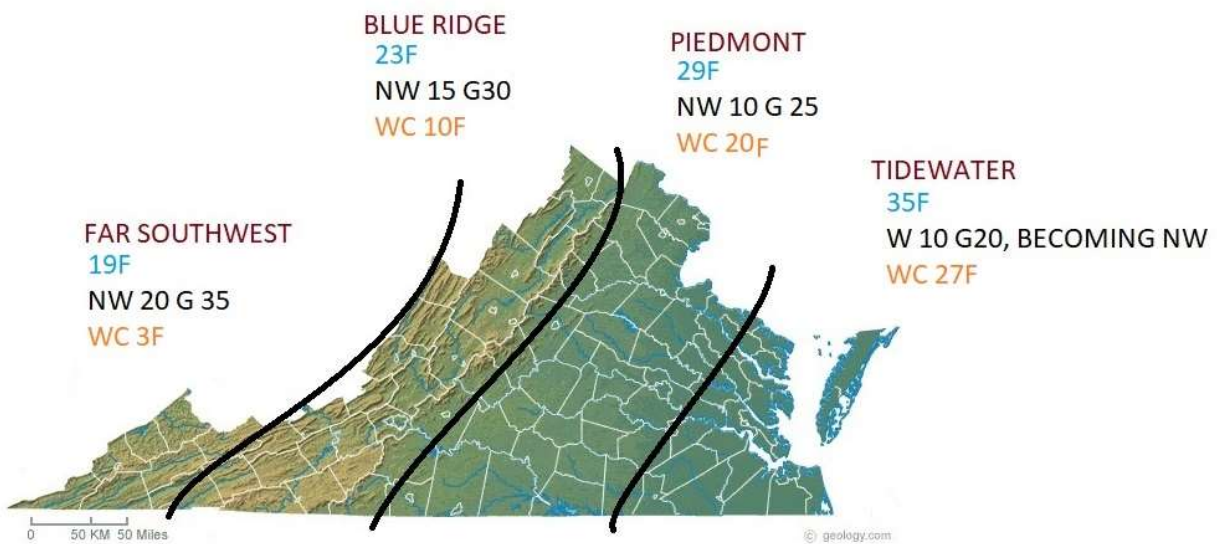 BLUE RIDGE
23F
NW 15 G30
WC 10F
PIEDMONT
29F
NW 10 G 25
WC 20F
TIDEWATER
35F
W 10 G20, BECOMING NW
WC 27F
FAR SOUTHWEST
19F
NW 20 G 35
WC 3F
0 50 KM 50 Miles
© geology.com